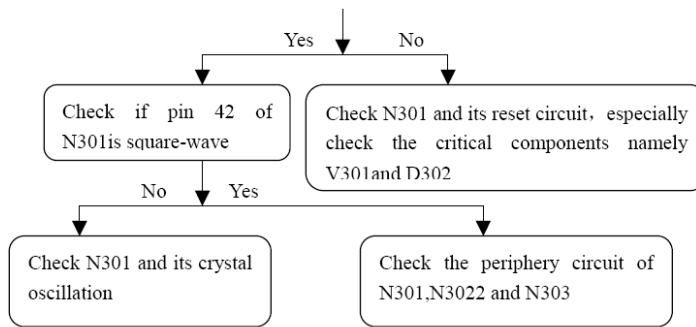 Yes
No
Check if pin 42 of
N301is square-wave
Check N301 and its reset circuit，especially
check the critical components namely
V301and D302
No
Yes
Check N301 and its crystal
oscillation
Check the periphery circuit of
N301,N3022 and N303